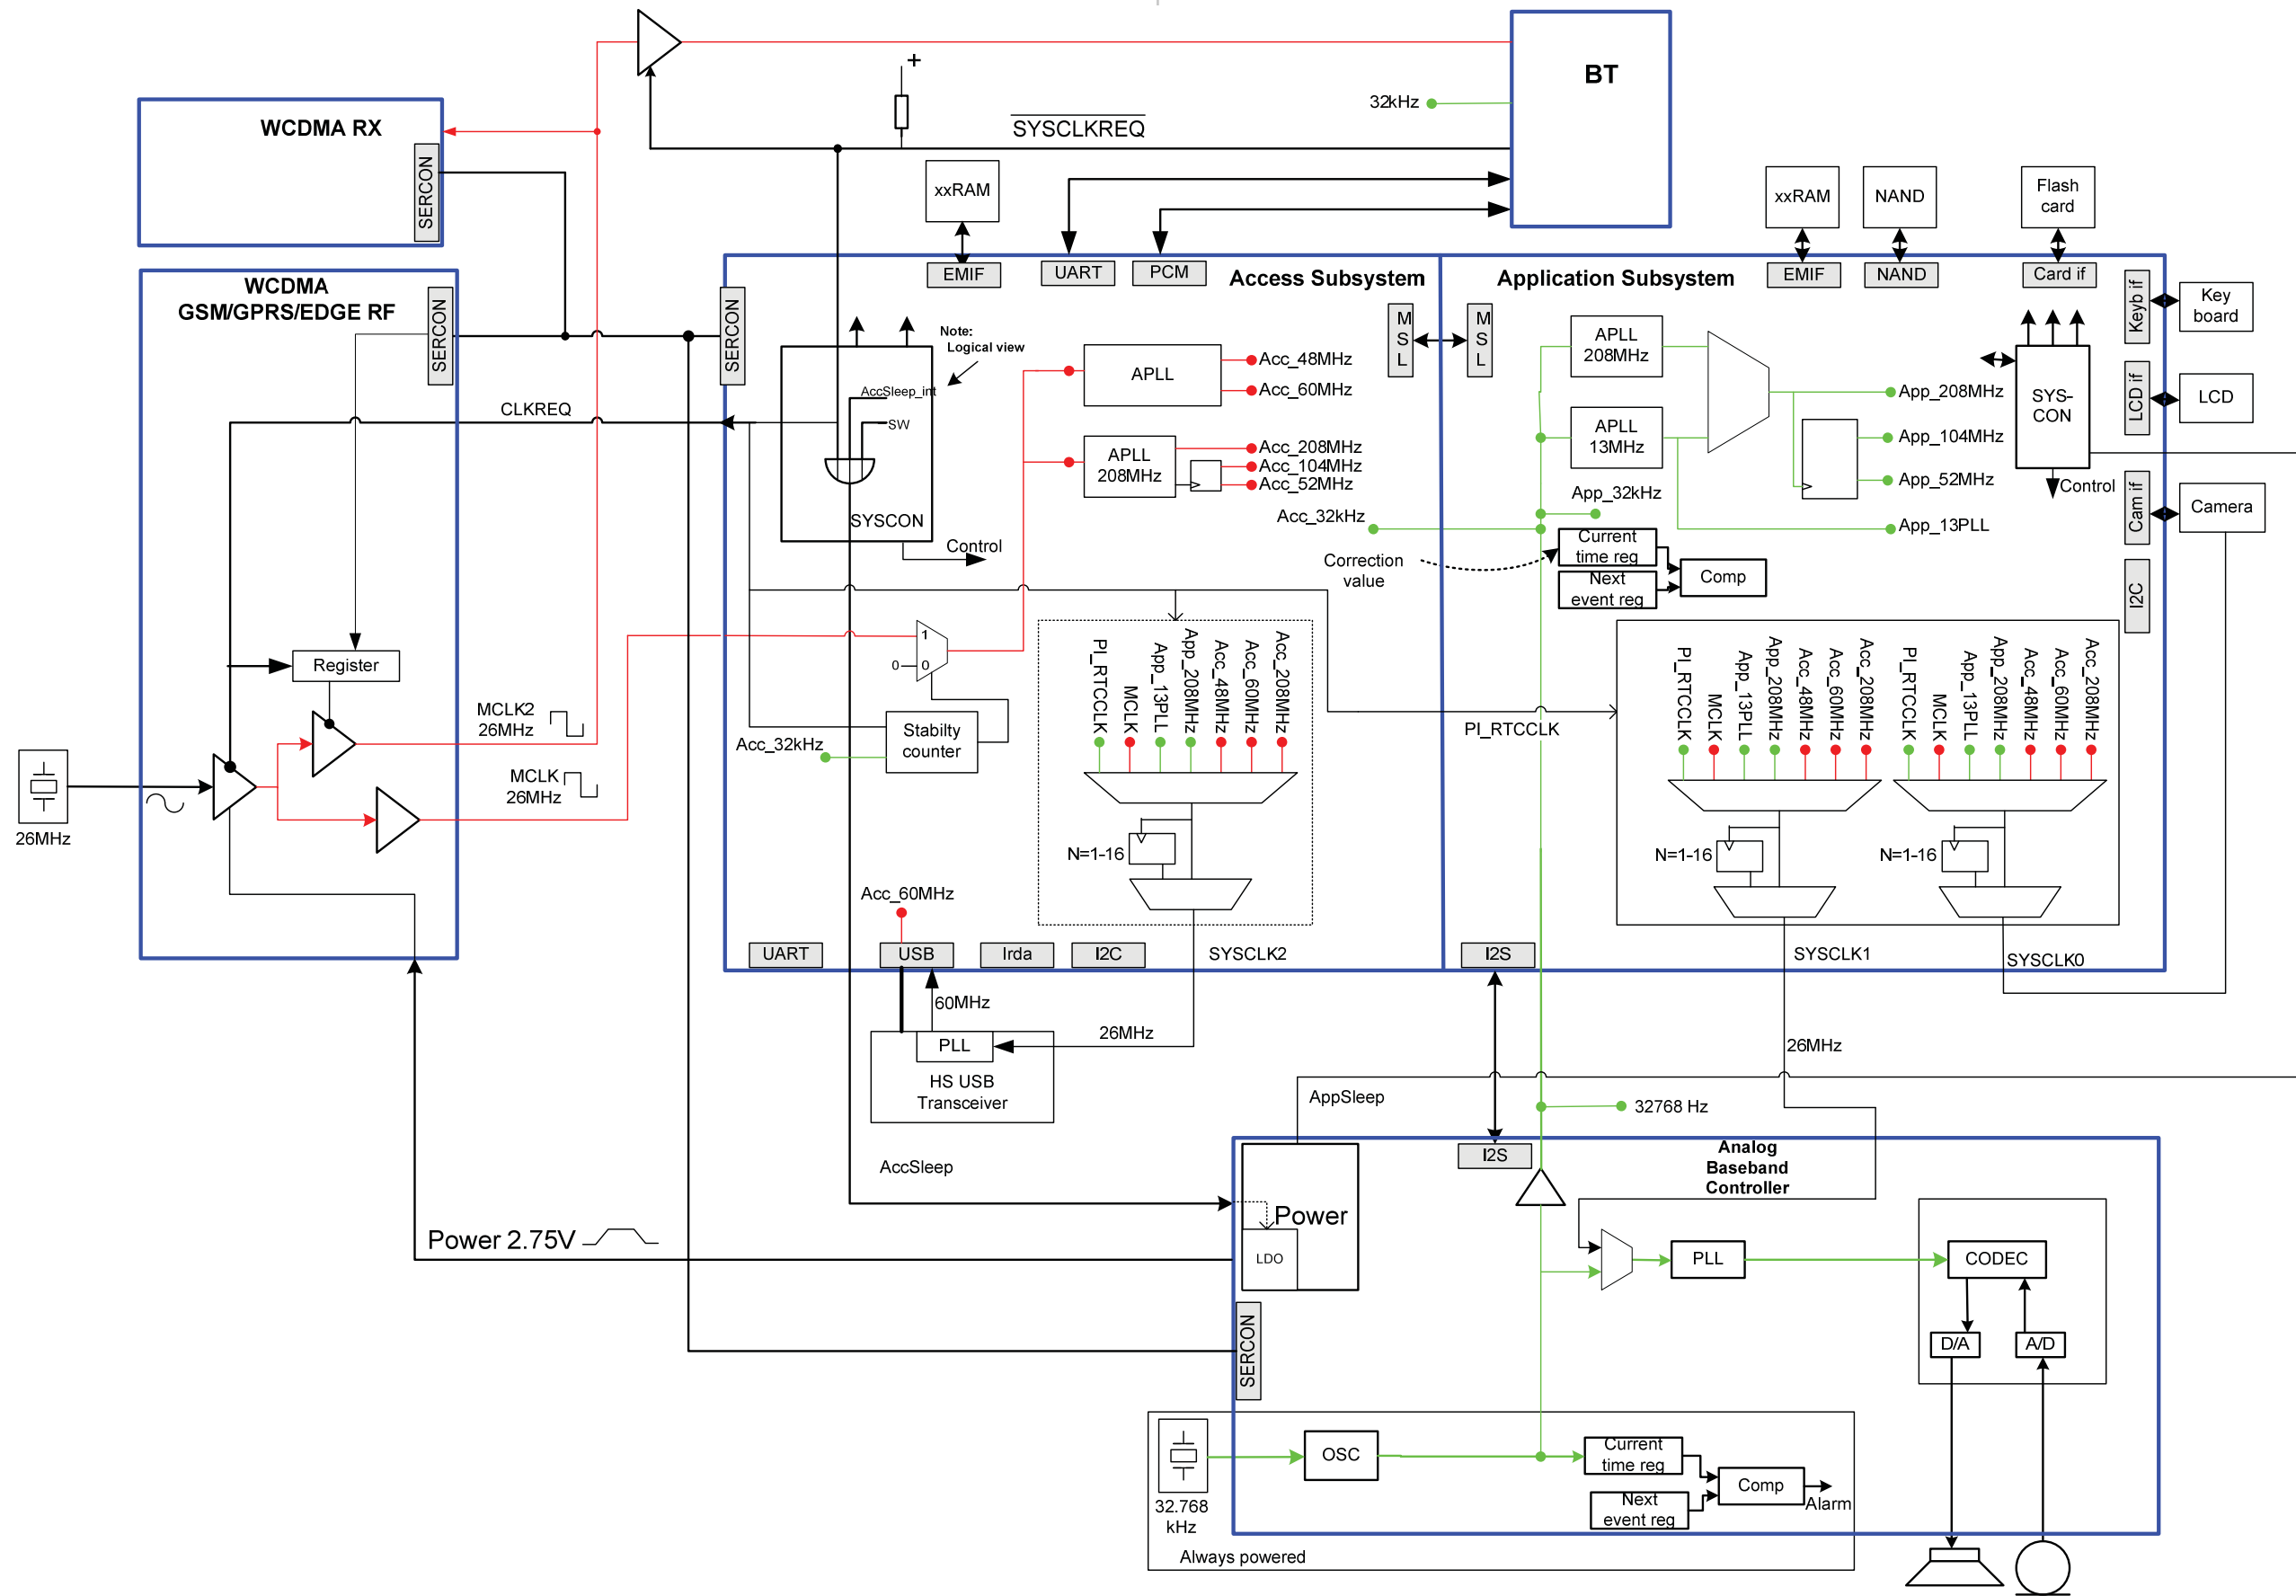 BT
+
32kHz
SYSCLKREQ
WCDMA RX
SERCON
xxRAM
xxRAM
NAND
Flash
card
EMIF
UART
PCM
Access Subsystem
Application Subsystem
EMIF
NAND
Card if
WCDMA
GSM/GPRS/EDGE RF
SERCON
SERCON
Note:
Logical view
M
S
L
M
S
L
Keyb if
Key
board
APLL
Acc_48MHz
Acc_60MHz
APLL
208MHz
App_208MHz
SYS-
CON
LCD if
LCD
AccSleep_int
SW
CLKREQ
APLL
208MHz
Acc_208MHz
Acc_104MHz
Acc_52MHz
APLL
13MHz
App_104MHz
App_52MHz
Control
App_32kHz
Acc_32kHz
App_13PLL
Cam if
Camera
SYSCON
Control
Correction
value
Current
time reg
Next
event reg
Comp
I2C
1
0
0
Register
PI_RTCCLK
MCLK
App_13PLL
App_208MHz
Acc_48MHz
Acc_60MHz
Acc_208MHz
PI_RTCCLK
MCLK
App_13PLL
App_208MHz
Acc_48MHz
Acc_60MHz
Acc_208MHz
PI_RTCCLK
MCLK
App_13PLL
App_208MHz
Acc_48MHz
Acc_60MHz
Acc_208MHz
MCLK2
26MHz
Stabilty
counter
Acc_32kHz
PI_RTCCLK
MCLK
26MHz
26MHz
N=1-16
N=1-16
N=1-16
Acc_60MHz
UART
USB
Irda
I2C
SYSCLK2
I2S
SYSCLK1
SYSCLK0
60MHz
PLL
26MHz
26MHz
HS USB
Transceiver
AppSleep
32768 Hz
AccSleep
I2S
Analog
Baseband
Controller
Power
LDO
Power 2.75V
PLL
CODEC
D/A
A/D
SERCON
OSC
Current
time reg
Next
event reg
Comp
Alarm
32.768
kHz
Always powered